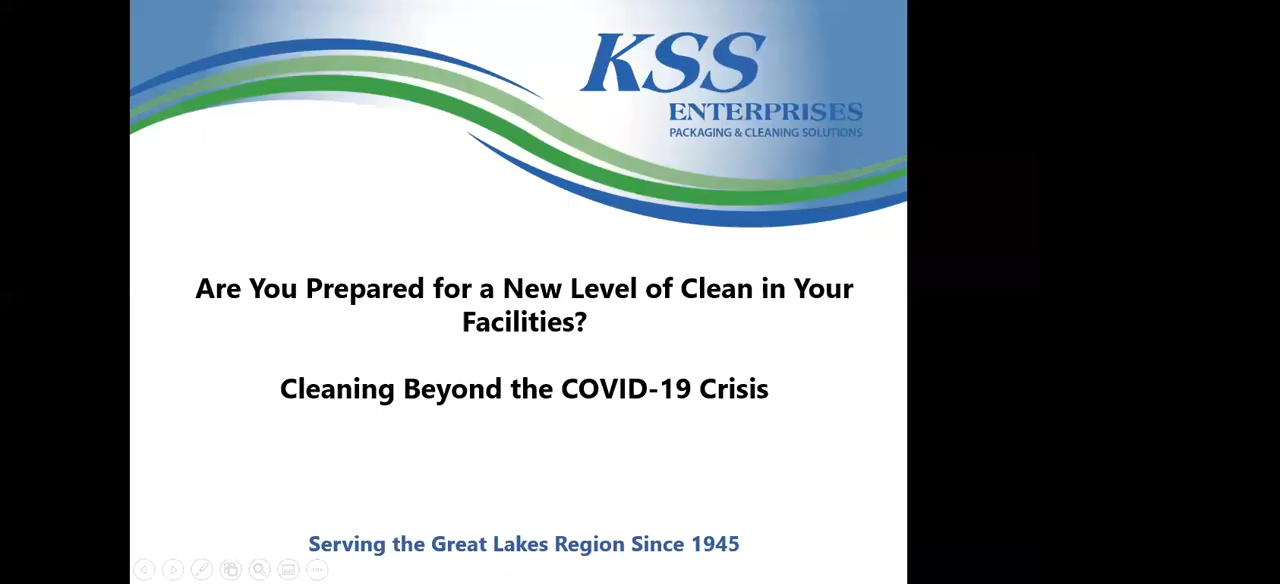 KSS
ENTERPRISES
PACKAGING & CLEANING SOLUTIONS
Are You Prepared for a New Level of Clean in Your
Facilities?
Cleaning Beyond the COVID-19 Crisis
Serving the Great Lakes Region Since 1945